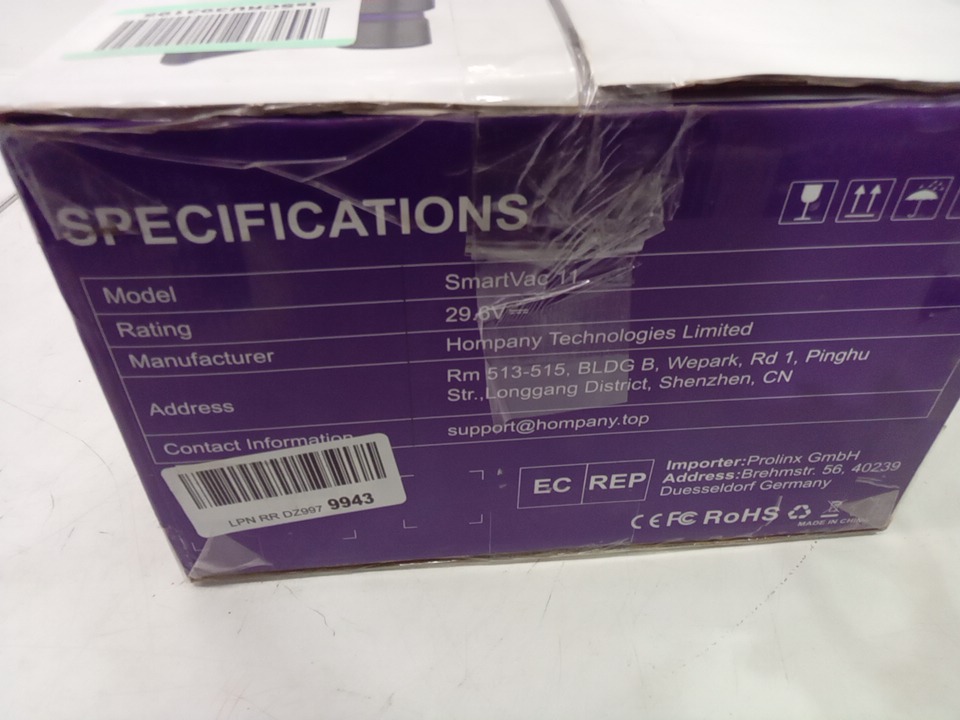 SPECIFICATIONS
Model SmartVac 11
Rating 29.6V
Manufacturer Hompany Technologies Limited
Address Rm 513-515, BLDG B, Wepark, Rd 1, Pinghu
Str.,Longgang District, Shenzhen, CN
Contact Information support@hompany.top
LPN RR DZ997 9943
EC REP
Importer:Prolinx GmbH
Address:Brehmstr. 56, 40239
Duesseldorf Germany
CE FC RoHS
MADE IN CHINA